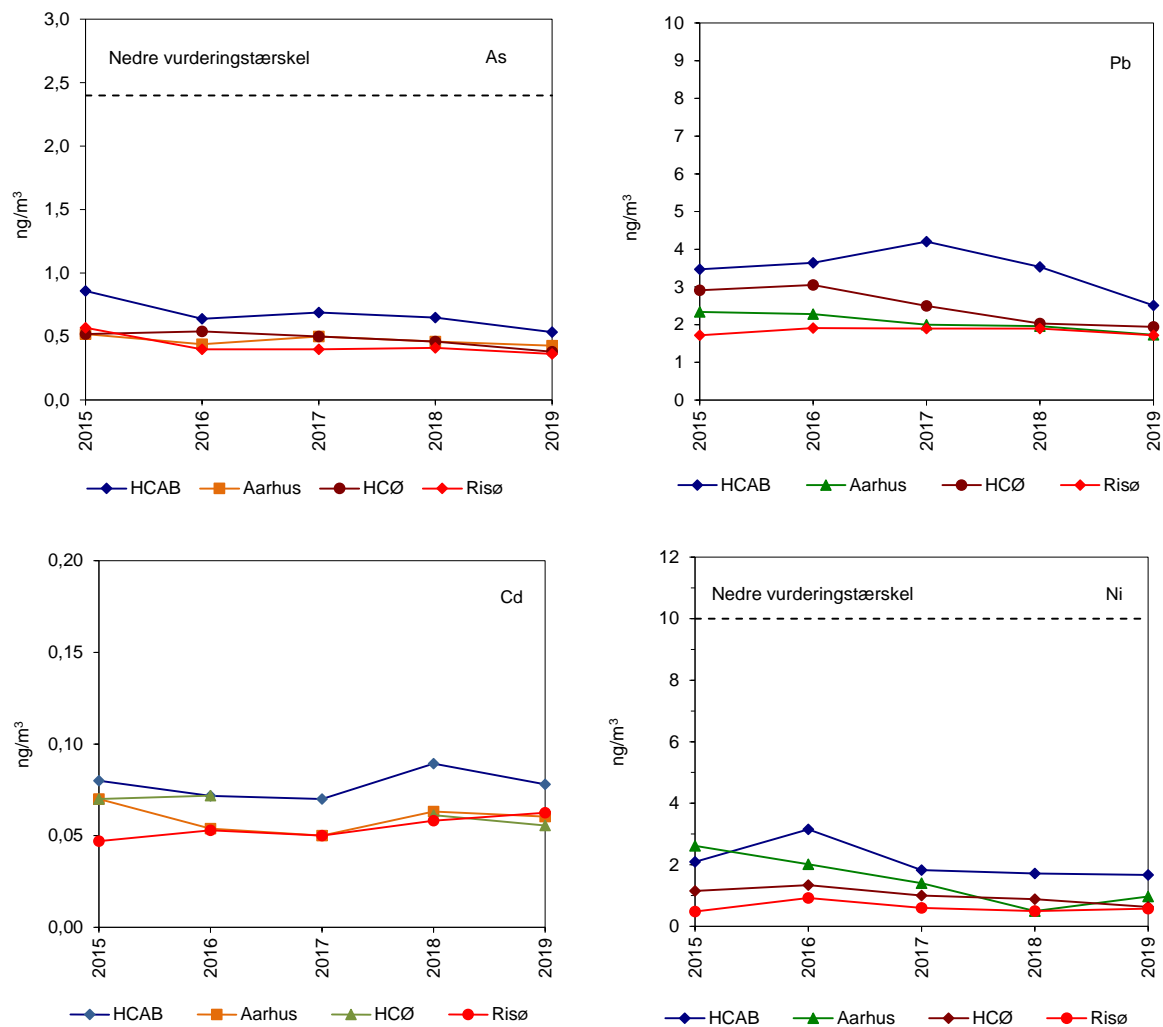 3,0
Nedre vurderingstærskel As
2,5
2,0
1,5
1,0
0,5
0,0
ng/m³
2015 2016 2017 2018 2019
HCAB Aarhus HCØ Risø
10
Pb
9
8
7
6
5
4
3
2
1
0
ng/m³
2015 2016 2017 2018 2019
HCAB Aarhus HCØ Risø
0,20
Cd
0,15
0,10
0,05
0,00
ng/m³
2015 2016 2017 2018 2019
HCAB Aarhus HCØ Risø
12
Nedre vurderingstærskel Ni
10
8
6
4
2
0
ng/m³
2015 2016 2017 2018 2019
HCAB Aarhus HCØ Risø